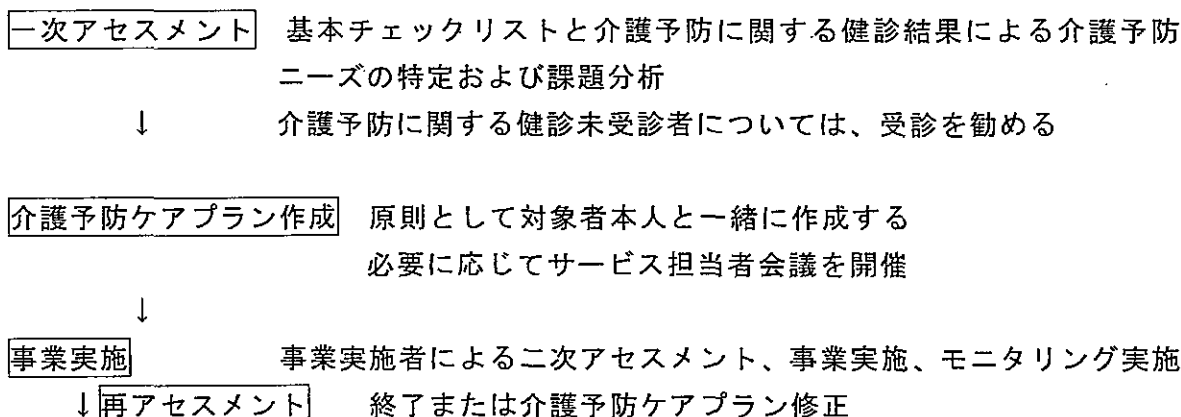 一次アセスメント 基本チェックリストと介護予防に関する健診結果による介護予防
ニーズの特定および課題分析
↓ 介護予防に関する健診未受診者については、受診を勧める
介護予防ケアプラン作成 原則として対象者本人と一緒に作成する
必要に応じてサービス担当者会議を開催
↓
事業実施 事業実施者による二次アセスメント、事業実施、モニタリング実施
↓再アセスメント 終了または介護予防ケアプラン修正